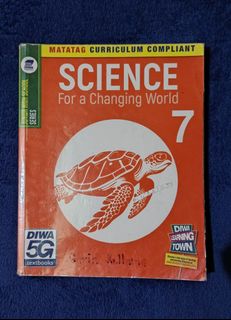 MATATAG CURRICULUM COMPLIANT
SCIENCE
For a Changing World
7
SERIES
DIWA
5G
textbooks
DIWA
LEARNING
TOWN